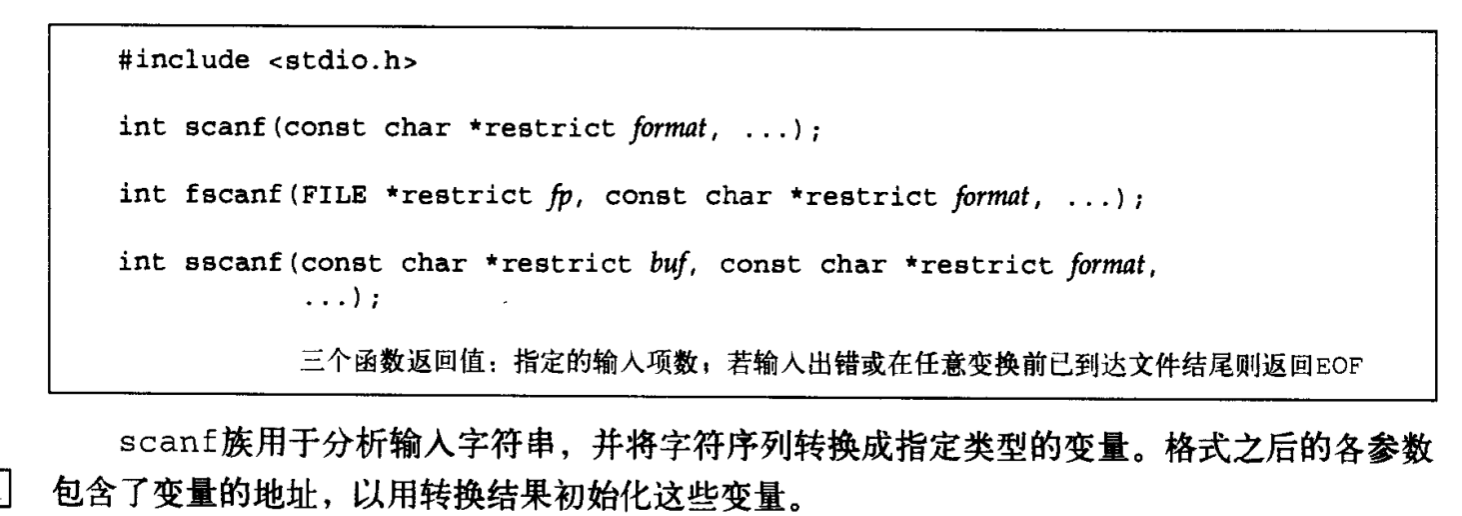 #include <stdio.h>
int scanf(const char *restrict format, ...);
int fscanf(FILE *restrict fp, const char *restrict format, ...);
int sscanf(const char *restrict buf, const char *restrict format,
...);
三个函数返回值：指定的输入项数；若输入出错或在任意变换前已到达文件结尾则返回EOF
scanf族用于分析输入字符串，并将字符序列转换成指定类型的变量。格式之后的各参数
包含了变量的地址，以用转换结果初始化这些变量。